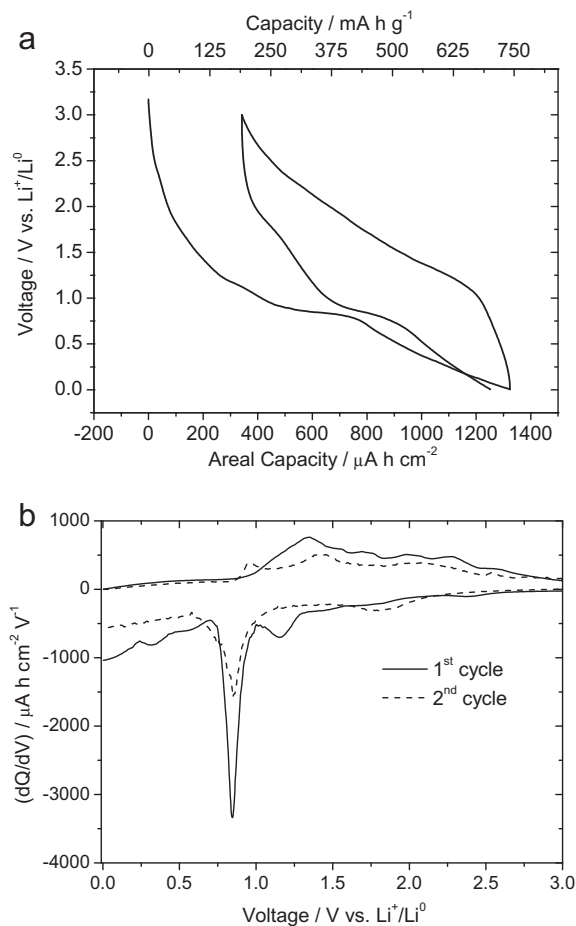 a
Capacity / mA h g⁻¹
0 125 250 375 500 625 750
3.5
3.0
2.5
2.0
1.5
1.0
0.5
0.0
Voltage / V vs. Li⁺/Li⁰
-200 0 200 400 600 800 1000 1200 1400
Areal Capacity / μA h cm⁻²
b
1000
0
-1000
-2000
-3000
-4000
(dQ/dV) / μA h cm⁻² V⁻¹
1ˢᵗ cycle
2ⁿᵈ cycle
0.0 0.5 1.0 1.5 2.0 2.5 3.0
Voltage / V vs. Li⁺/Li⁰